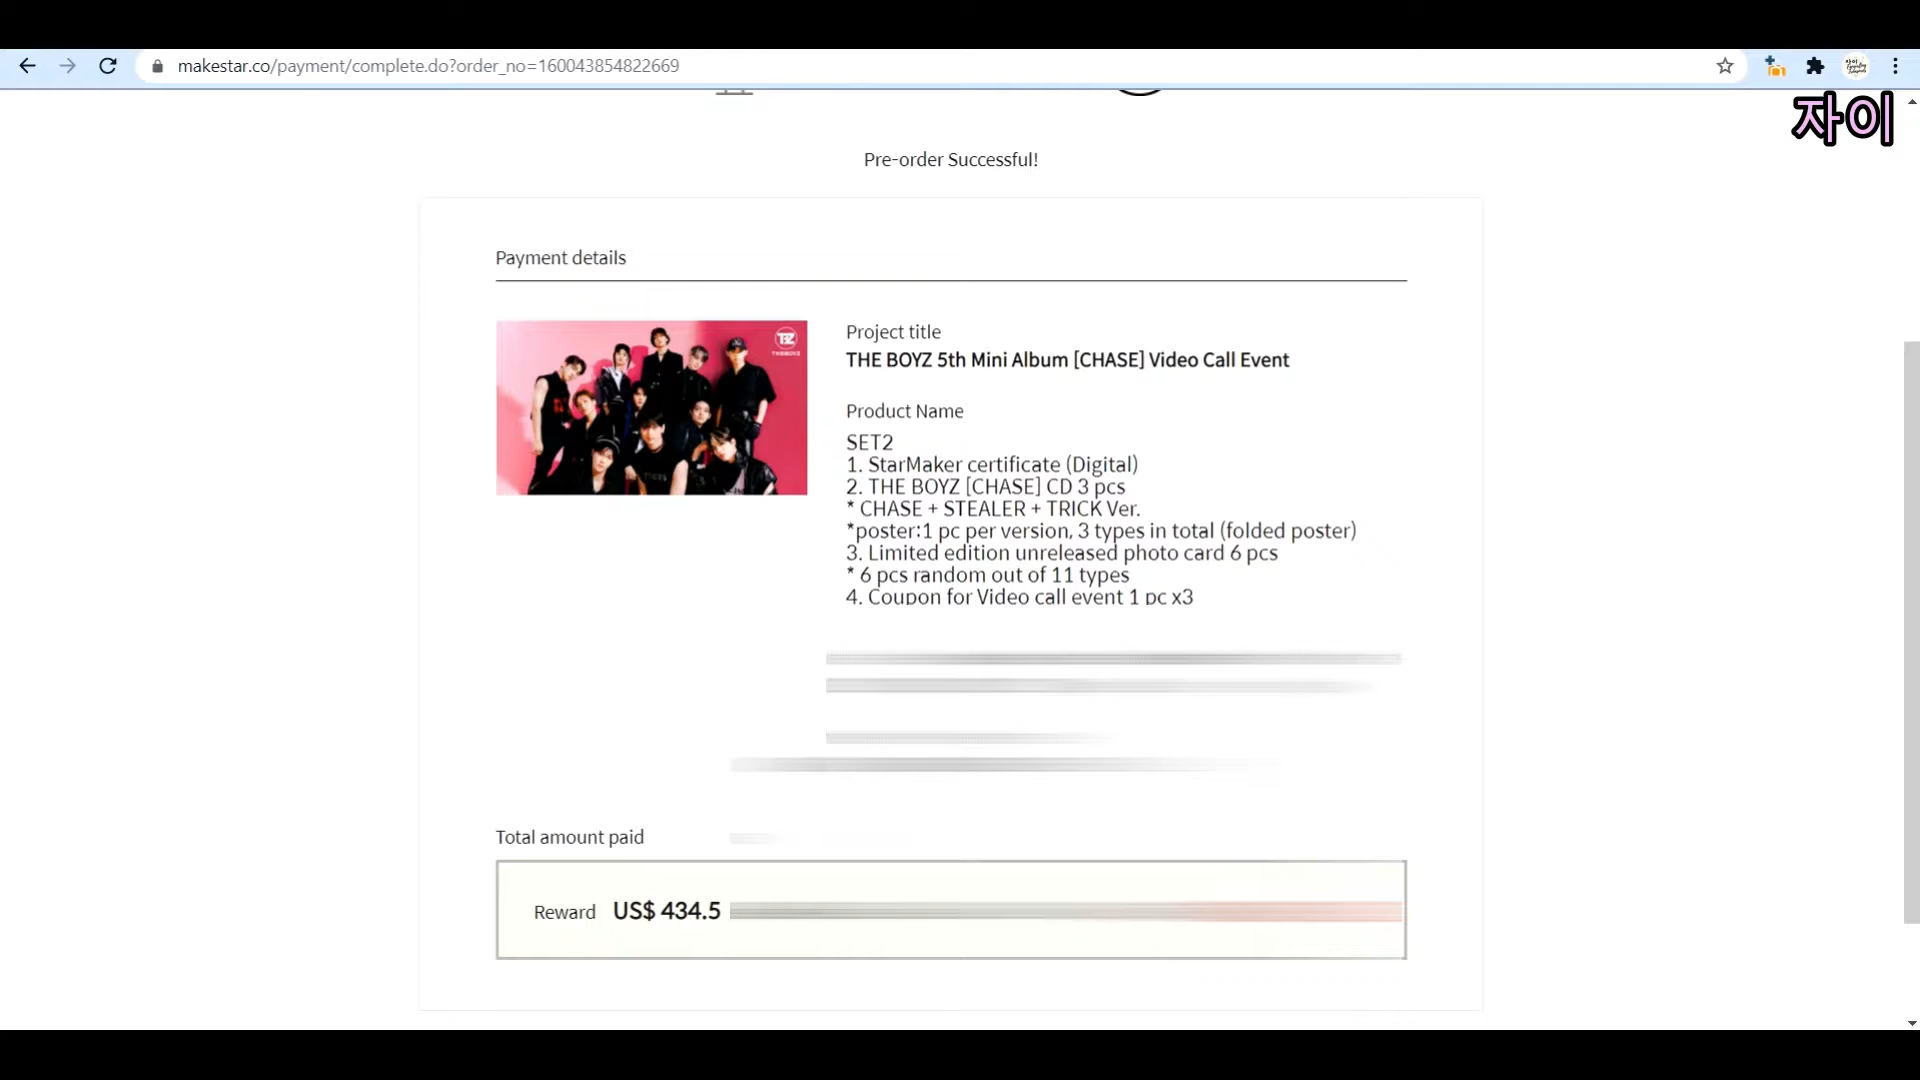 makestar.co/payment/complete.do?order_no=160043854822669
자이
Pre-order Successful!
Payment details
THE BOYZ
Project title
THE BOYZ 5th Mini Album [CHASE] Video Call Event
Product Name
SET2
1. StarMaker certificate (Digital)
2. THE BOYZ [CHASE] CD 3 pcs
* CHASE + STEALER + TRICK Ver.
*poster:1 pc per version, 3 types in total (folded poster)
3. Limited edition unreleased photo card 6 pcs
* 6 pcs random out of 11 types
4. Coupon for Video call event 1 pc x3
Total amount paid
Reward US$ 434.5